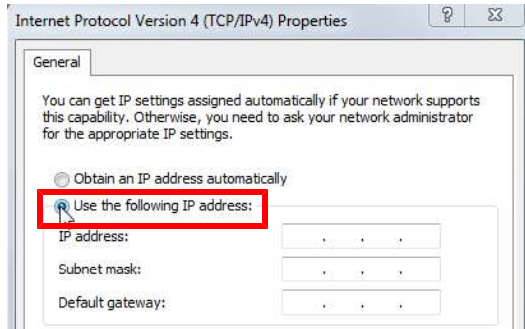 Internet Protocol Version 4 (TCP/IPv4) Properties
General
You can get IP settings assigned automatically if your network supports
this capability. Otherwise, you need to ask your network administrator
for the appropriate IP settings.
Obtain an IP address automatically
Use the following IP address:
IP address:
Subnet mask:
Default gateway: